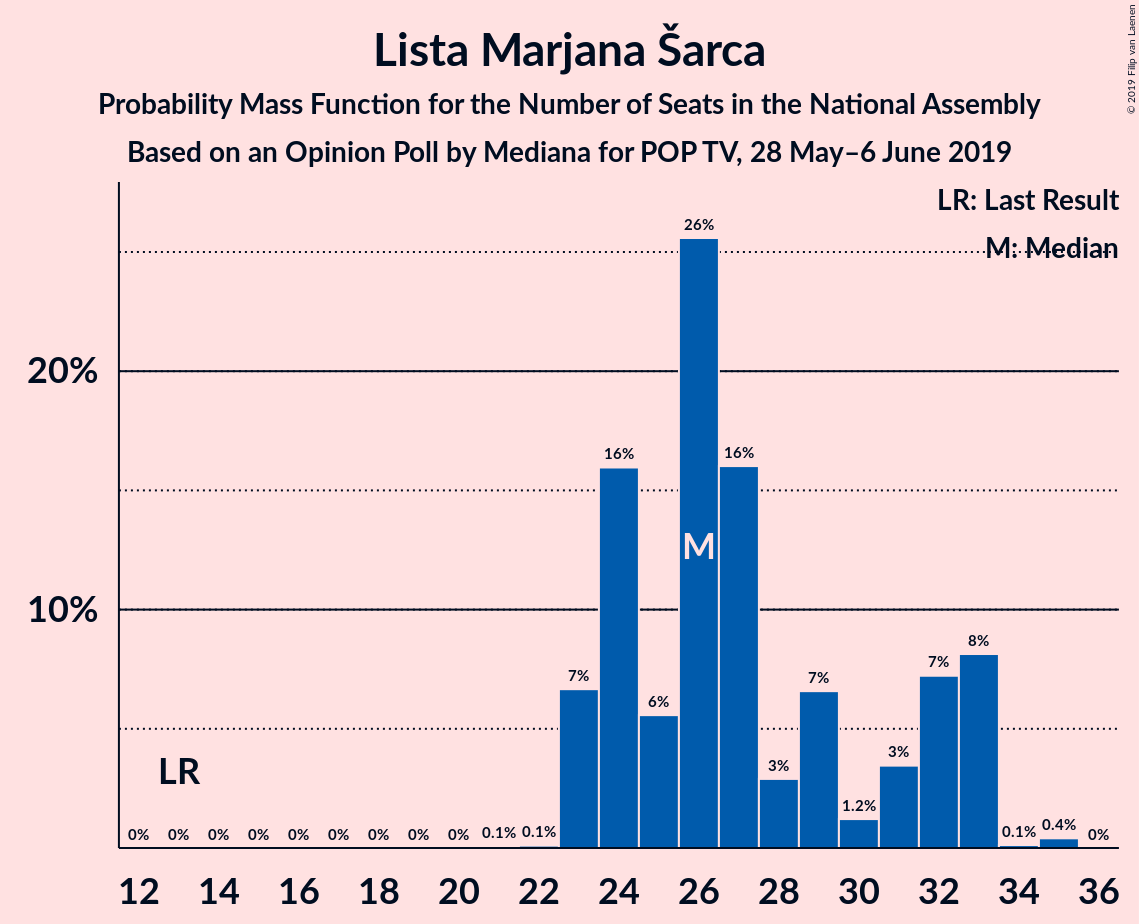 Lista Marjana Šarca
Probability Mass Function for the Number of Seats in the National Assembly
Based on an Opinion Poll by Mediana for POP TV, 28 May–6 June 2019
© 2019 Filip van Laenen
LR: Last Result
M: Median
20%
10%
0% 0% 0% 0% 0% 0% 0% 0% 0% 0.1% 0.1% 7% 16% 6% 26% 16% 3% 7% 1.2% 3% 7% 8% 0.1% 0.4% 0%
LR
M
12 14 16 18 20 22 24 26 28 30 32 34 36